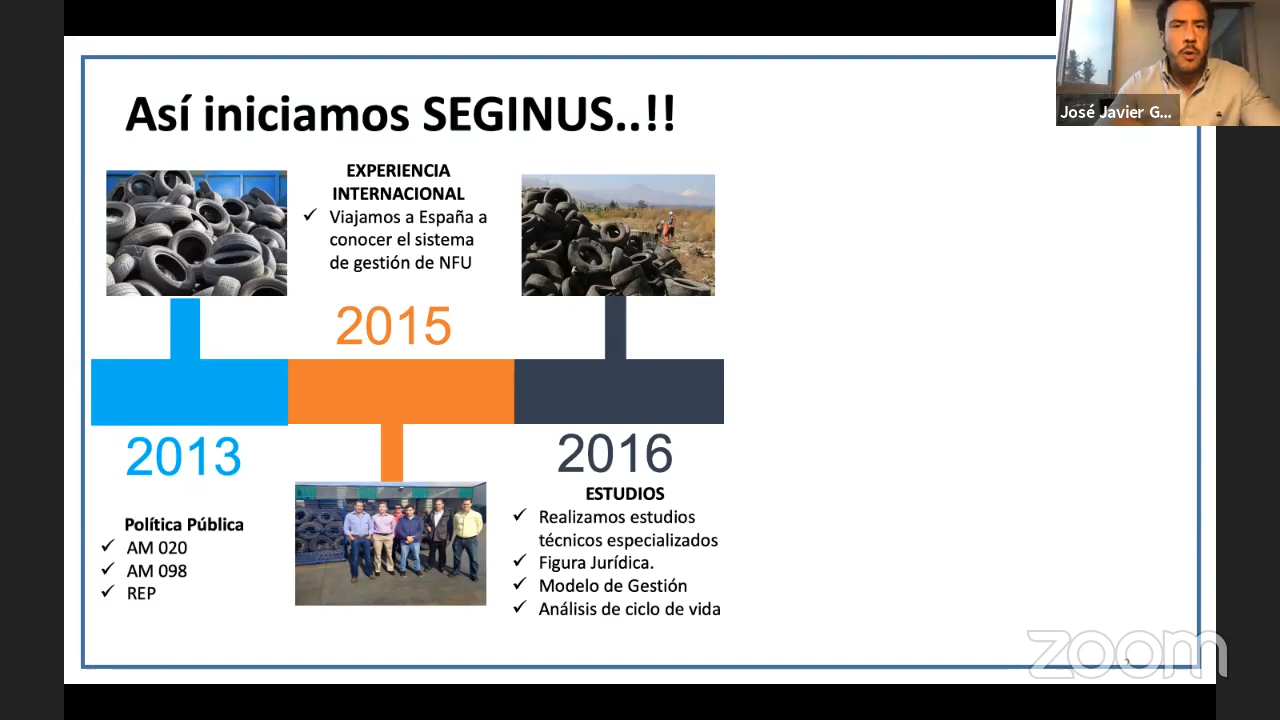 Así iniciamos SEGINUS..!!
José Javier G...
EXPERIENCIA
INTERNACIONAL
✓ Viajamos a España a
conocer el sistema
de gestión de NFU
2015
2013
Política Pública
✓ AM 020
✓ AM 098
✓ REP
2016
ESTUDIOS
✓ Realizamos estudios
técnicos especializados
✓ Figura Jurídica.
✓ Modelo de Gestión
✓ Análisis de ciclo de vida
zoom